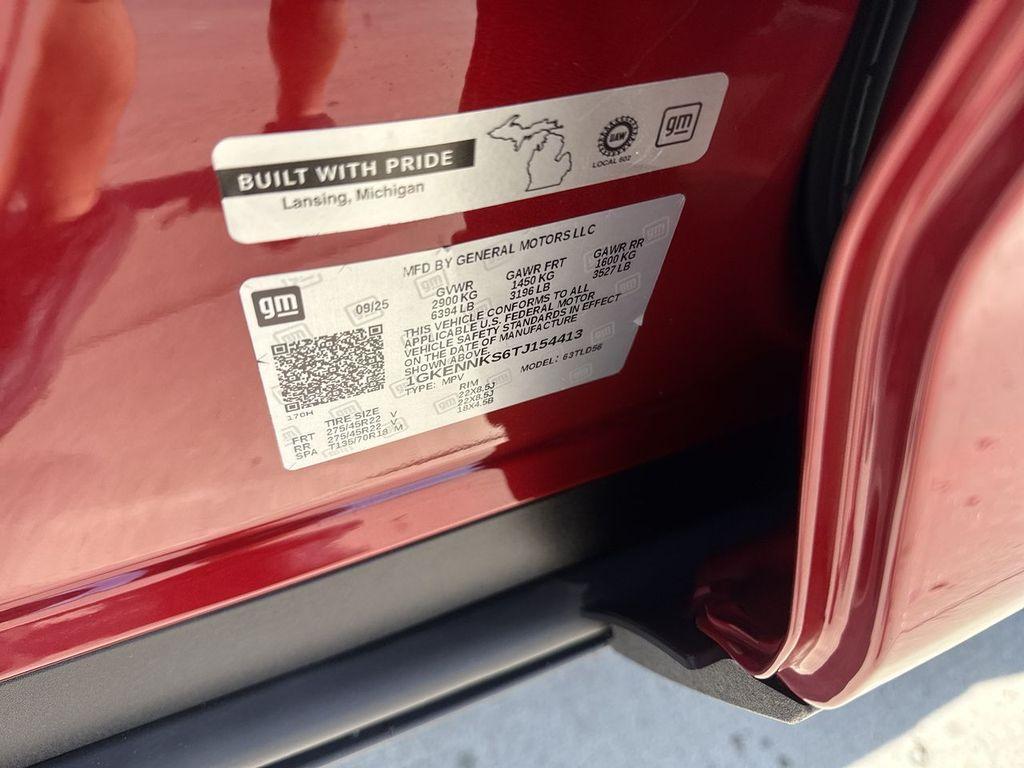 BUILT WITH PRIDE
Lansing, Michigan
UAW
LOCAL 602
gm
gm
MFD BY GENERAL MOTORS LLC
09/25
GVWR GAWR FRT GAWR RR
2900 KG 1450 KG 1600 KG
6394 LB 3196 LB 3527 LB
THIS VEHICLE CONFORMS TO ALL
APPLICABLE U.S. FEDERAL MOTOR
VEHICLE SAFETY STANDARDS IN EFFECT
ON THE DATE OF MANUFACTURE
SHOWN ABOVE.
1GKENNKS6TJ154413
TYPE: MPV MODEL: 63TLD56
170H
TIRE SIZE RIM
FRT 275/45R22 V 22X8.5J
RR 275/45R22 V 22X8.5J
SPA T135/70R18 M 18X4.5B